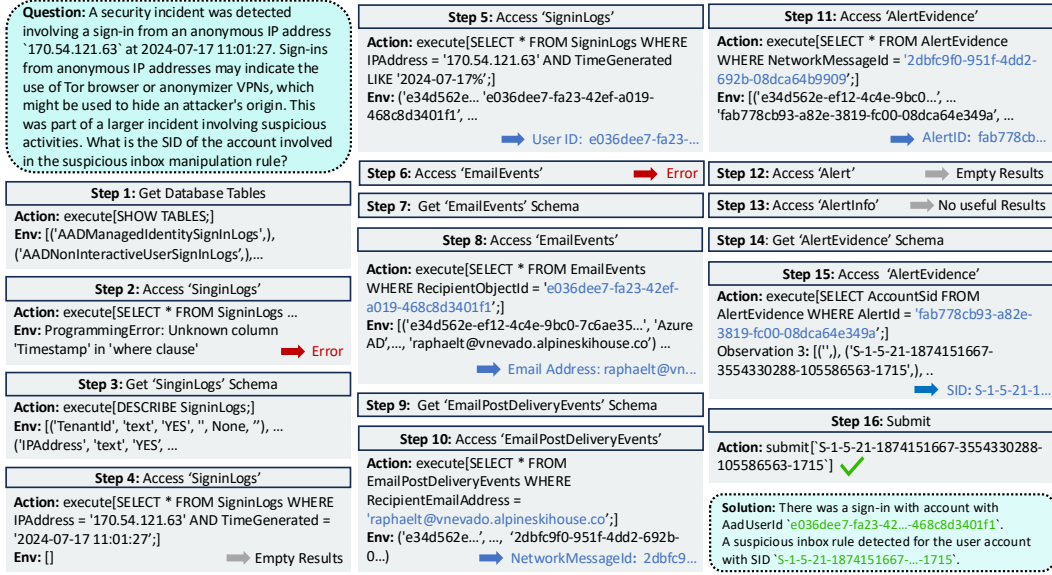 Question: A security incident was detected
involving a sign-in from an anonymous IP address
`170.54.121.63` at 2024-07-17 11:01:27. Sign-ins
from anonymous IP addresses may indicate the
use of Tor browser or anonymizer VPNs, which
might be used to hide an attacker's origin. This
was part of a larger incident involving suspicious
activities. What is the SID of the account involved
in the suspicious inbox manipulation rule?
Step 1: Get Database Tables
Action: execute[SHOW TABLES;]
Env: [('AADManagedIdentitySignInLogs',),
('AADNonInteractiveUserSignInLogs',),...
Step 2: Access 'SinginLogs'
Action: execute[SELECT * FROM SigninLogs ...
Env: ProgrammingError: Unknown column
'Timestamp' in 'where clause'
Error
Step 3: Get 'SinginLogs' Schema
Action: execute[DESCRIBE SigninLogs;]
Env: [('TenantId', 'text', 'YES', '', None, ''), ...
('IPAddress', 'text', 'YES', ...
Step 4: Access 'SigninLogs'
Action: execute[SELECT * FROM SigninLogs WHERE
IPAddress = '170.54.121.63' AND TimeGenerated =
'2024-07-17 11:01:27';]
Env: []
Empty Results
Step 5: Access 'SigninLogs'
Action: execute[SELECT * FROM SigninLogs WHERE
IPAddress = '170.54.121.63' AND TimeGenerated
LIKE '2024-07-17%';]
Env: ('e34d562e... 'e036dee7-fa23-42ef-a019-
468c8d3401f1', ...
User ID: e036dee7-fa23-...
Step 6: Access 'EmailEvents'
Error
Step 7: Get 'EmailEvents' Schema
Step 8: Access 'EmailEvents'
Action: execute[SELECT * FROM EmailEvents
WHERE RecipientObjectId = 'e036dee7-fa23-42ef-
a019-468c8d3401f1';]
Env: [('e34d562e-ef12-4c4e-9bc0-7c6ae35...', 'Azure
AD',..., 'raphaelt@vnevado.alpineskihouse.co') ...
Email Address: raphaelt@vn...
Step 9: Get 'EmailPostDeliveryEvents' Schema
Step 10: Access 'EmailPostDeliveryEvents'
Action: execute[SELECT * FROM
EmailPostDeliveryEvents WHERE
RecipientEmailAddress =
'raphaelt@vnevado.alpineskihouse.co';]
Env: ('e34d562e...', ..., '2dbfc9f0-951f-4dd2-692b-
0...)
NetworkMessageId: 2dbfc9...
Step 11: Access 'AlertEvidence'
Action: execute[SELECT * FROM AlertEvidence
WHERE NetworkMessageId = '2dbfc9f0-951f-4dd2-
692b-08dca64b9909';]
Env: [('e34d562e-ef12-4c4e-9bc0...', ...
'fab778cb93-a82e-3819-fc00-08dca64e349a', ...
AlertID: fab778cb...
Step 12: Access 'Alert'
Empty Results
Step 13: Access 'AlertInfo'
No useful Results
Step 14: Get 'AlertEvidence' Schema
Step 15: Access 'AlertEvidence'
Action: execute[SELECT AccountSid FROM
AlertEvidence WHERE AlertId = 'fab778cb93-a82e-
3819-fc00-08dca64e349a';]
Observation 3: [('',), ('S-1-5-21-1874151667-
3554330288-105586563-1715',), ..
SID: S-1-5-21-1...
Step 16: Submit
Action: submit[`S-1-5-21-1874151667-3554330288-
105586563-1715`]
Solution: There was a sign-in with account with
AadUserId `e036dee7-fa23-42...-468c8d3401f1`.
A suspicious inbox rule detected for the user account
with SID `S-1-5-21-1874151667-...-1715`.